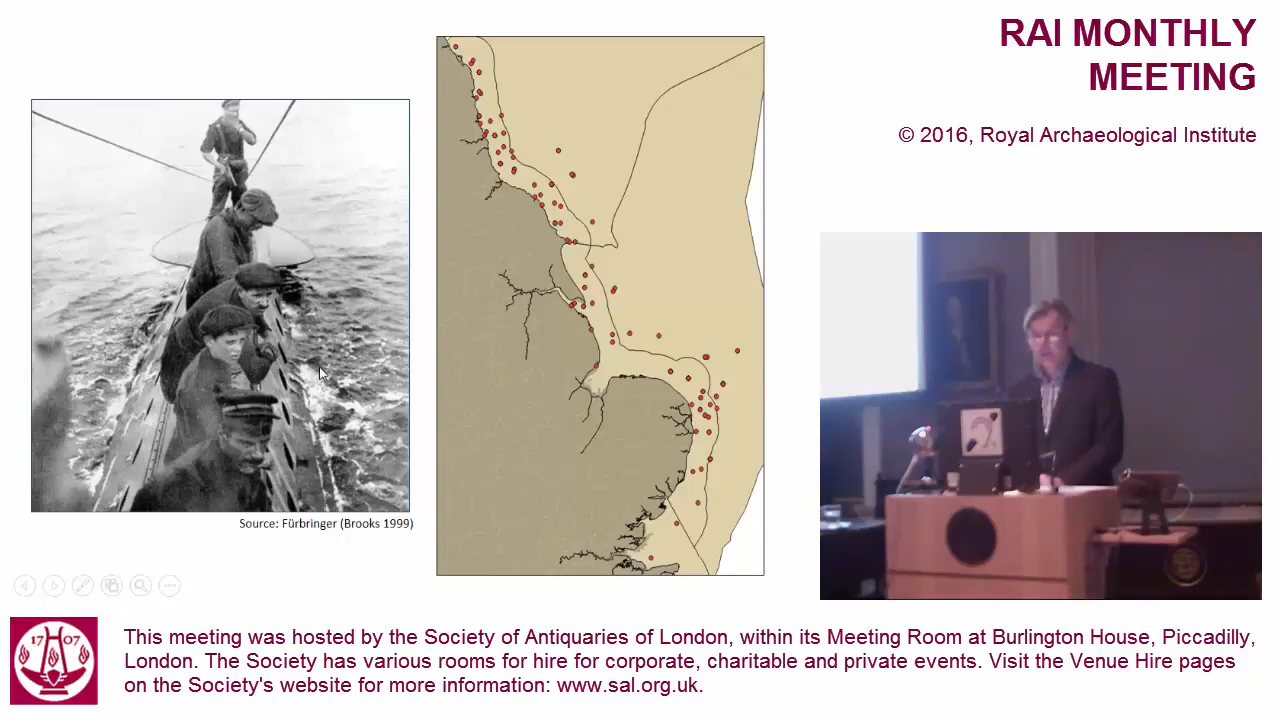 RAI MONTHLY
MEETING
© 2016, Royal Archaeological Institute
Source: Fürbringer (Brooks 1999)
17 07
This meeting was hosted by the Society of Antiquaries of London, within its Meeting Room at Burlington House, Piccadilly,
London. The Society has various rooms for hire for corporate, charitable and private events. Visit the Venue Hire pages
on the Society's website for more information: www.sal.org.uk.